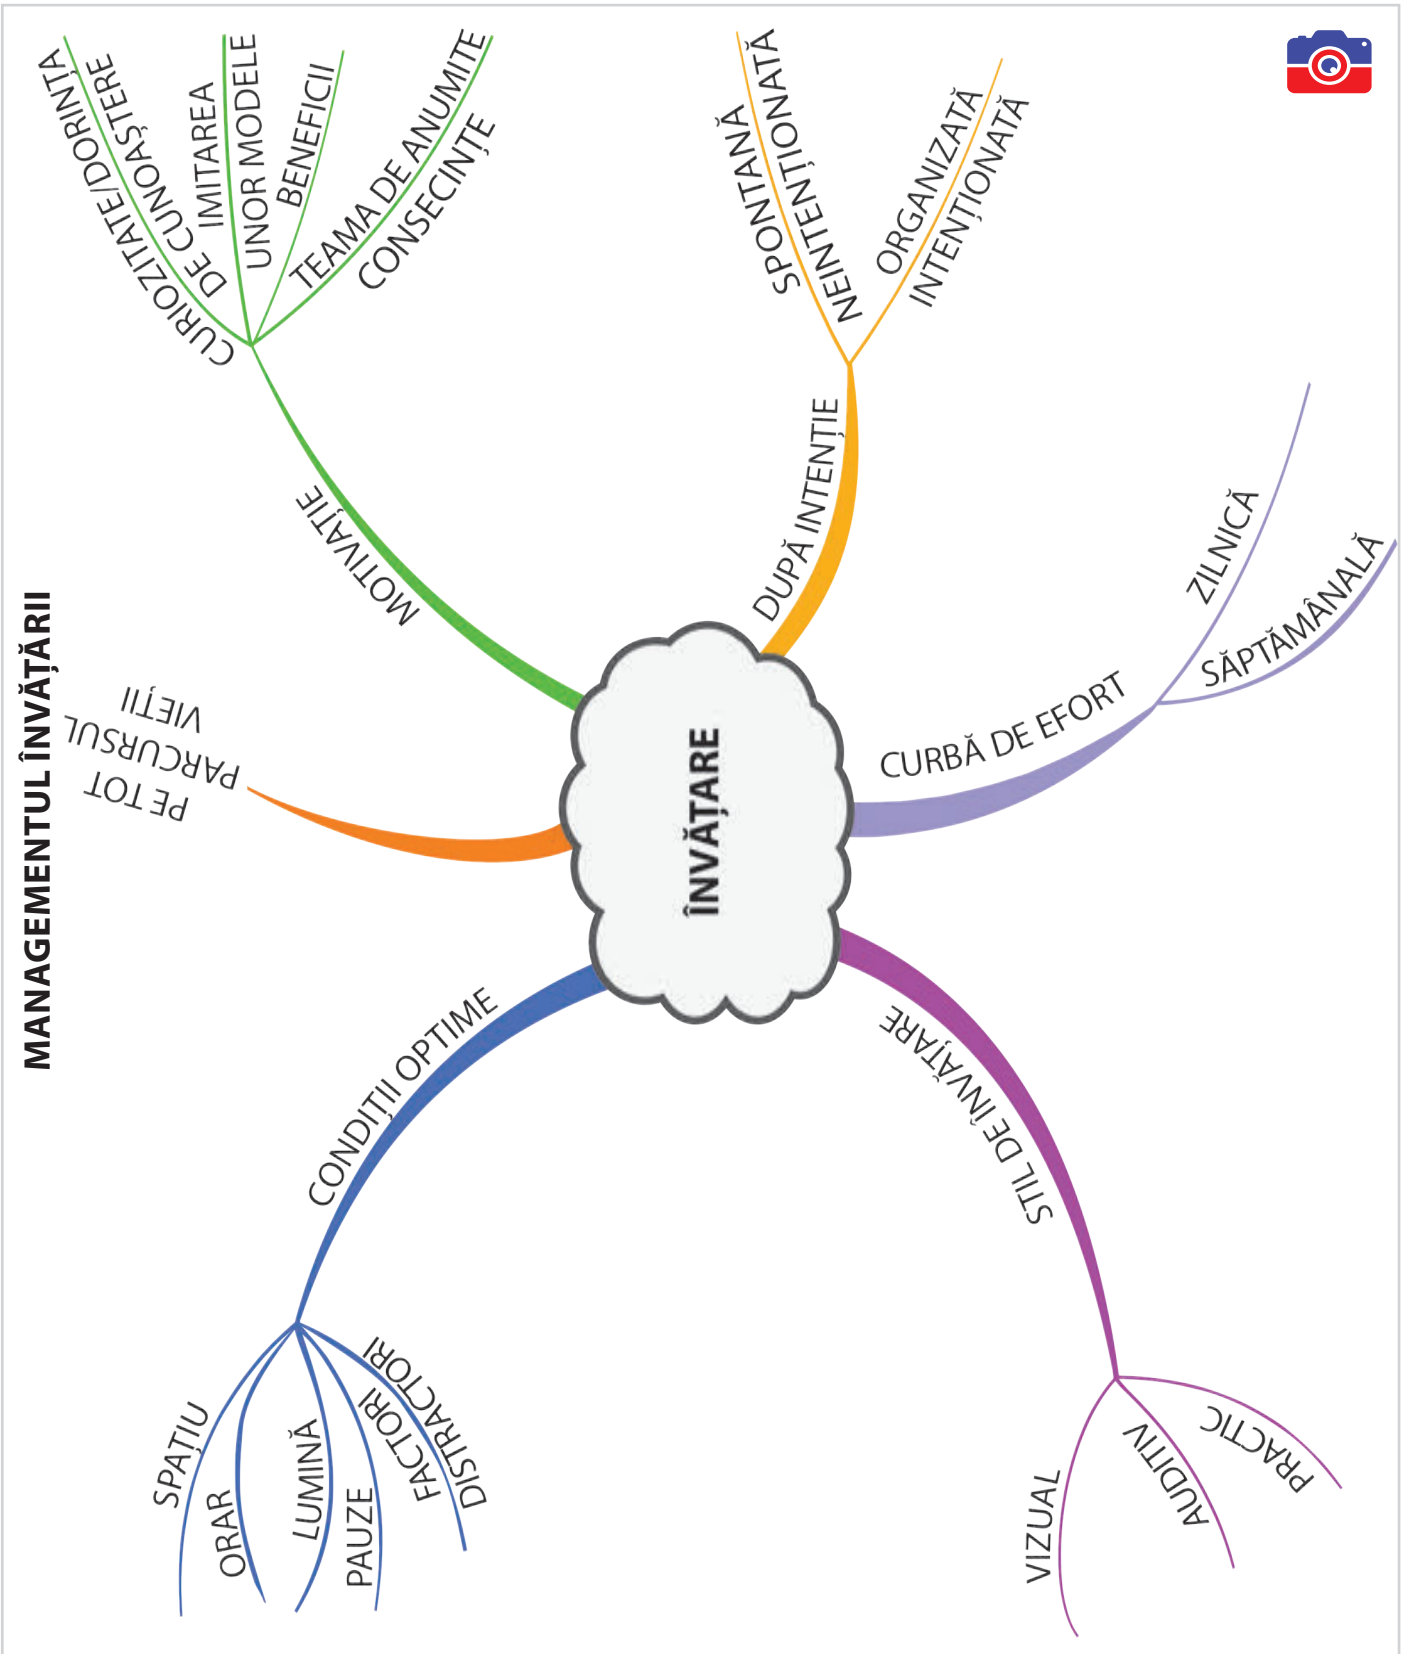 MANAGEMENTUL ÎNVĂȚĂRII
ÎNVĂȚARE
MOTIVAȚIE
CURIOZITATE/DORINȚA
DE CUNOAȘTERE
IMITAREA
UNOR MODELE
BENEFICII
TEAMA DE ANUMITE
CONSECINȚE
DUPĂ INTENȚIE
SPONTANĂ
NEINTENȚIONATĂ
ORGANIZATĂ
INTENȚIONATĂ
CURBĂ DE EFORT
ZILNICĂ
SĂPTĂMÂNALĂ
STIL DE ÎNVĂȚARE
PRACTIC
AUDITIV
VIZUAL
CONDIȚII OPTIME
SPAȚIU
ORAR
LUMINĂ
PAUZE
FACTORI
DISTRACTORI
PE TOT
PARCURSUL
VIEȚII